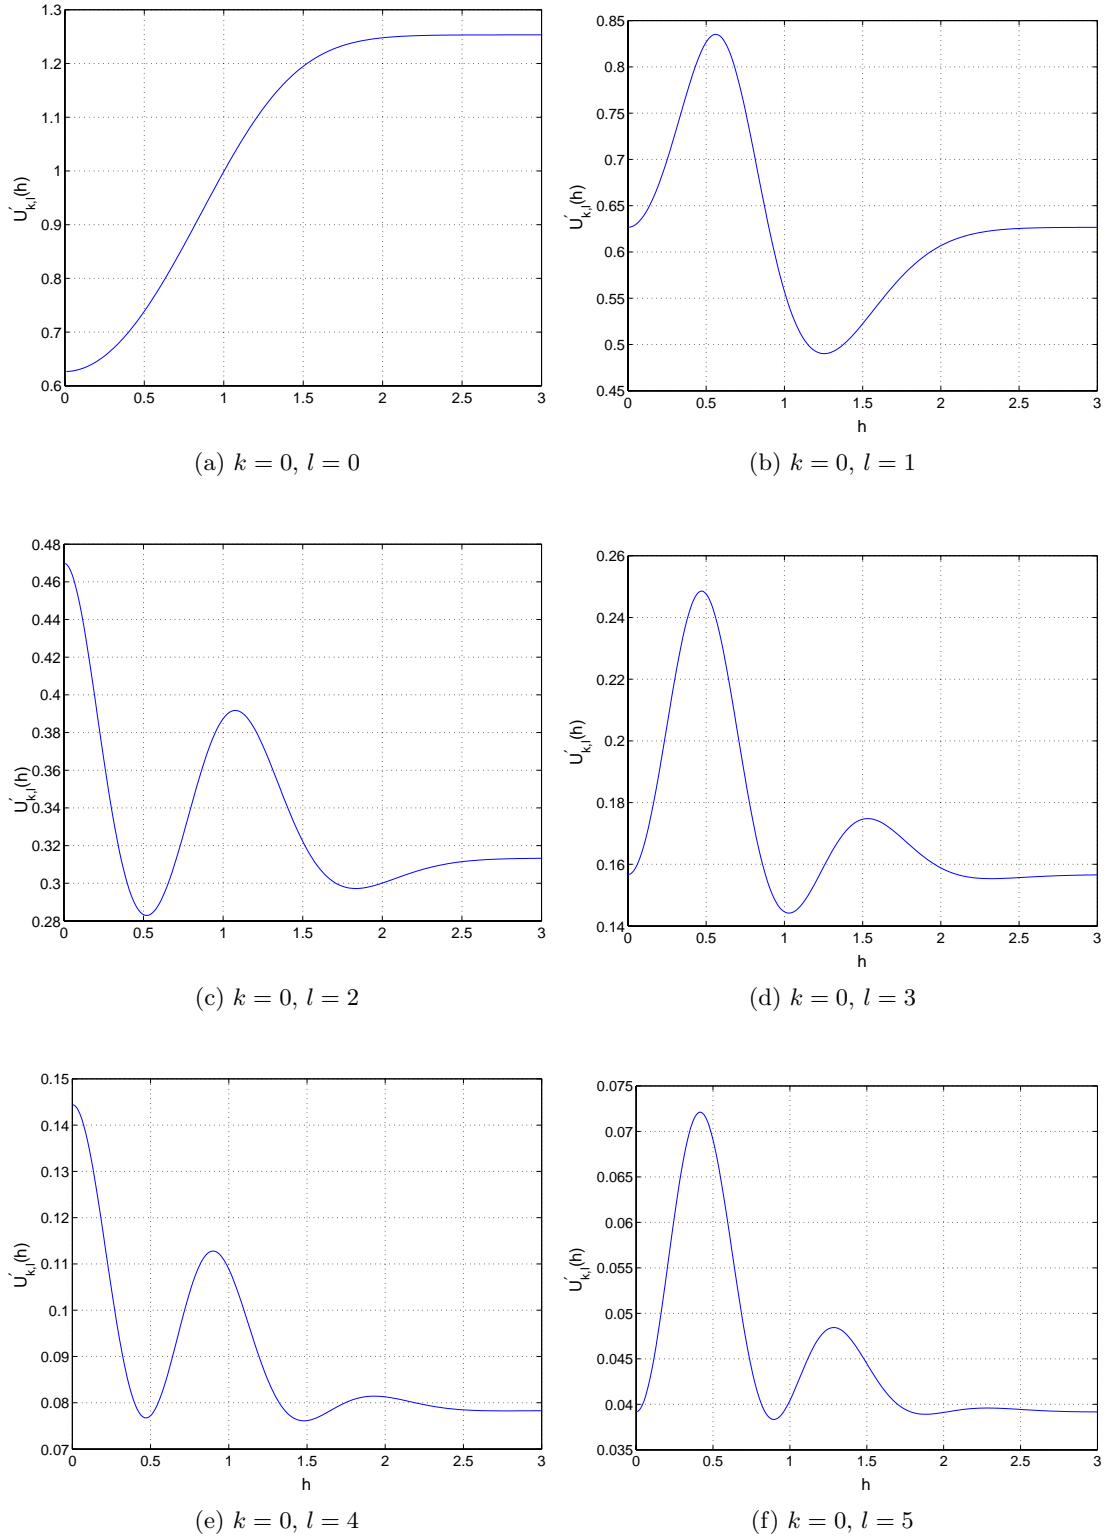 1.3
1.2
1.1
1
0.9
0.8
0.7
0.6
U′k,l(h)
0 0.5 1 1.5 2 2.5 3
(a) k = 0, l = 0
0.85
0.8
0.75
0.7
0.65
0.6
0.55
0.5
0.45
U′k,l(h)
0 0.5 1 1.5 2 2.5 3
h
(b) k = 0, l = 1
0.48
0.46
0.44
0.42
0.4
0.38
0.36
0.34
0.32
0.3
0.28
U′k,l(h)
0 0.5 1 1.5 2 2.5 3
(c) k = 0, l = 2
0.26
0.24
0.22
0.2
0.18
0.16
0.14
U′k,l(h)
0 0.5 1 1.5 2 2.5 3
h
(d) k = 0, l = 3
0.15
0.14
0.13
0.12
0.11
0.1
0.09
0.08
0.07
U′k,l(h)
0 0.5 1 1.5 2 2.5 3
h
(e) k = 0, l = 4
0.075
0.07
0.065
0.06
0.055
0.05
0.045
0.04
0.035
U′k,l(h)
0 0.5 1 1.5 2 2.5 3
h
(f) k = 0, l = 5